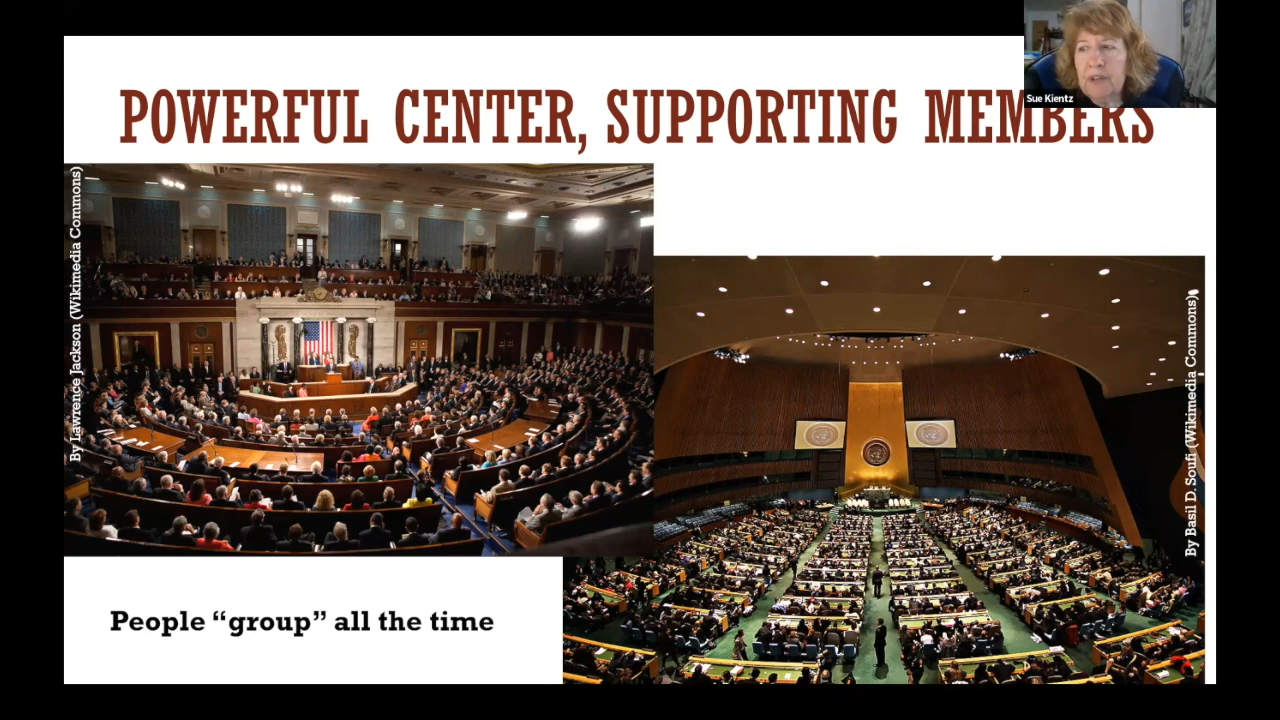 POWERFUL CENTER, SUPPORTING MEMBERS
Sue Kientz
By Lawrence Jackson (Wikimedia Commons)
By Basil D. Soufi (Wikimedia Commons)
People “group” all the time